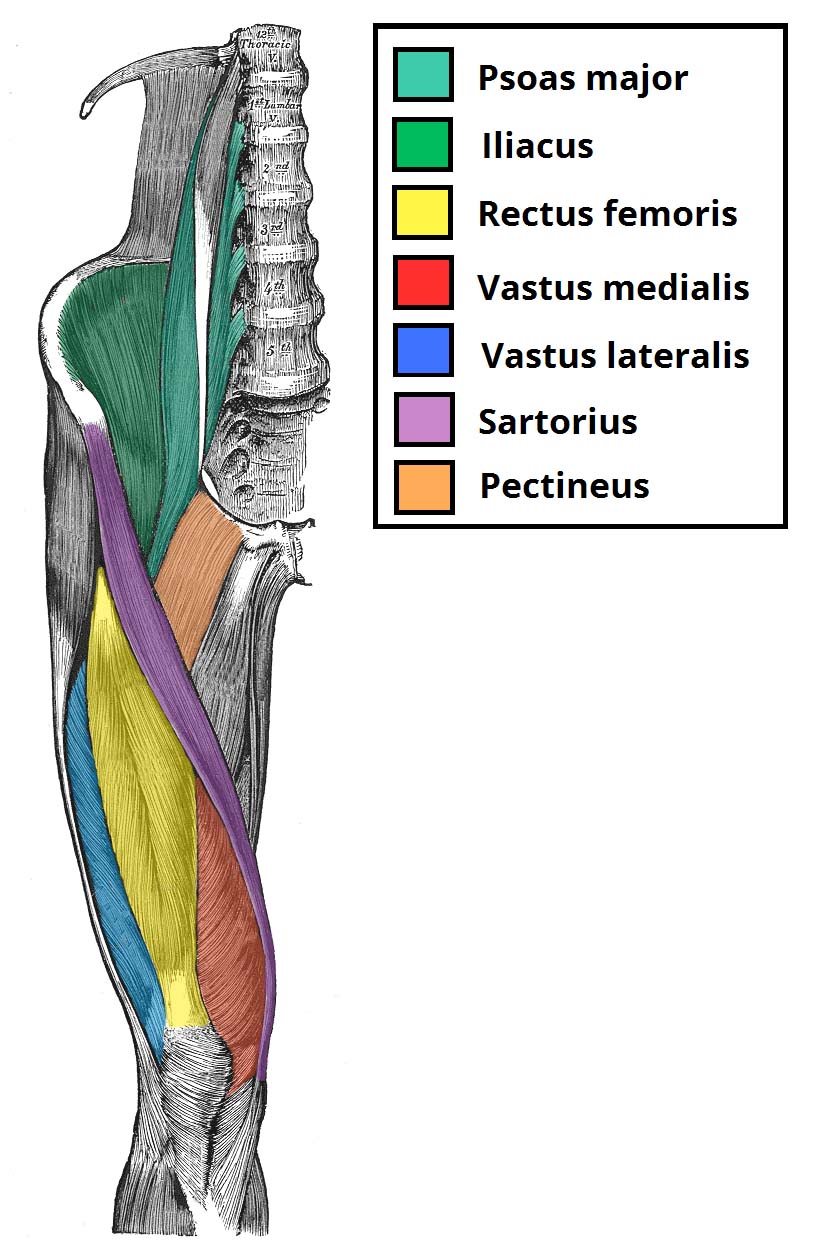 12th
Thoracic
V.
1st Lumbar
V.
2nd
3rd
4th
5th
Psoas major
Iliacus
Rectus femoris
Vastus medialis
Vastus lateralis
Sartorius
Pectineus